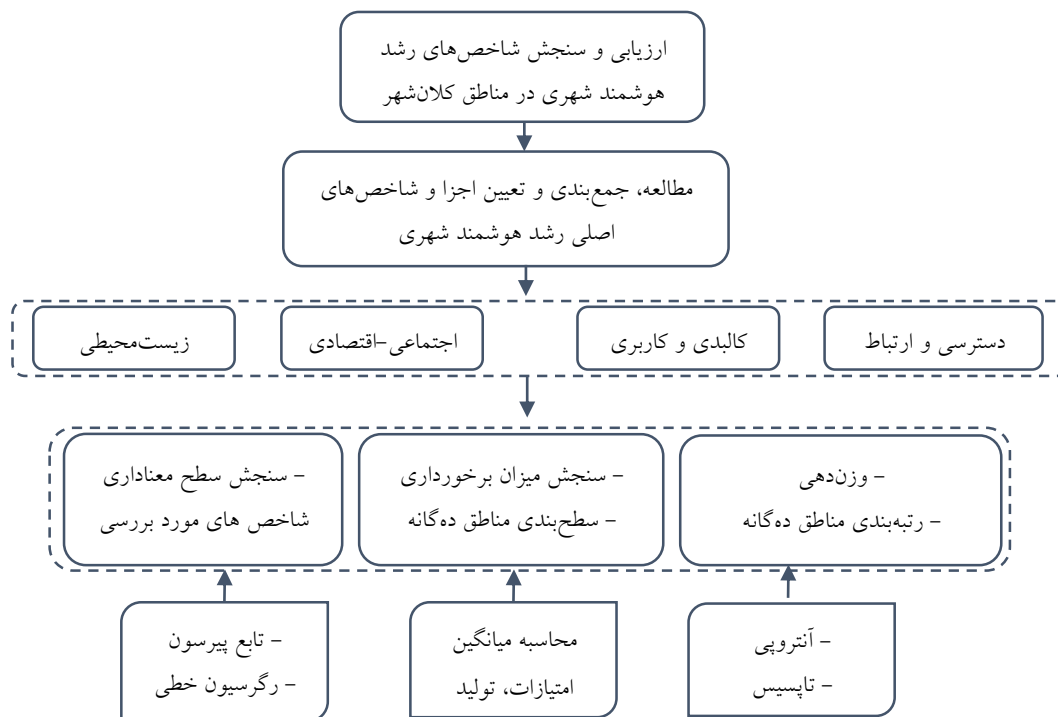 ارزیابی و سنجش شاخص‌های رشد
هوشمند شهری در مناطق کلان‌شهر
مطالعه، جمع‌بندی و تعیین اجزا و شاخص‌های
اصلی رشد هوشمند شهری
دسترسی و ارتباط
کالبدی و کاربری
اجتماعی-اقتصادی
زیست‌محیطی
- وزن‌دهی
- رتبه‌بندی مناطق ده‌گانه
- سنجش میزان برخورداری
- سطح‌بندی مناطق ده‌گانه
- سنجش سطح معناداری
شاخص های مورد بررسی
- آنتروپی
- تاپسیس
محاسبه میانگین
امتیازات، تولید
- تابع پیرسون
- رگرسیون خطی